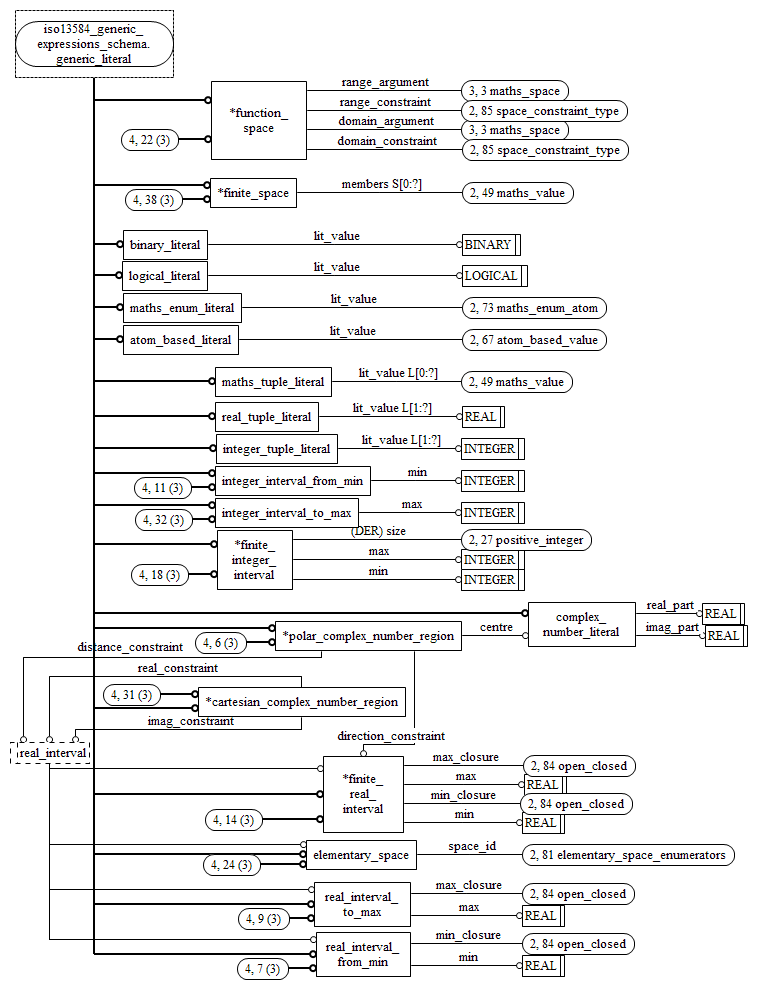 iso13584_generic_
expressions_schema.
generic_literal
*function_
space
range_argument
3, 3 maths_space
range_constraint
2, 85 space_constraint_type
domain_argument
3, 3 maths_space
domain_constraint
2, 85 space_constraint_type
4, 22 (3)
*finite_space
members S[0:?]
2, 49 maths_value
4, 38 (3)
binary_literal
lit_value
BINARY
logical_literal
lit_value
LOGICAL
maths_enum_literal
lit_value
2, 73 maths_enum_atom
atom_based_literal
lit_value
2, 67 atom_based_value
maths_tuple_literal
lit_value L[0:?]
2, 49 maths_value
real_tuple_literal
lit_value L[1:?]
REAL
integer_tuple_literal
lit_value L[1:?]
INTEGER
integer_interval_from_min
min
INTEGER
4, 11 (3)
integer_interval_to_max
max
INTEGER
4, 32 (3)
*finite_
integer_
interval
(DER) size
2, 27 positive_integer
max
INTEGER
min
INTEGER
4, 18 (3)
complex_
number_literal
real_part
REAL
imag_part
REAL
4, 6 (3)
*polar_complex_number_region
centre
distance_constraint
real_constraint
4, 31 (3)
*cartesian_complex_number_region
imag_constraint
direction_constraint
real_interval
*finite_
real_
interval
max_closure
2, 84 open_closed
max
REAL
min_closure
2, 84 open_closed
min
REAL
4, 14 (3)
elementary_space
space_id
2, 81 elementary_space_enumerators
4, 24 (3)
real_interval_
to_max
max_closure
2, 84 open_closed
max
REAL
4, 9 (3)
real_interval_
from_min
min_closure
2, 84 open_closed
min
REAL
4, 7 (3)